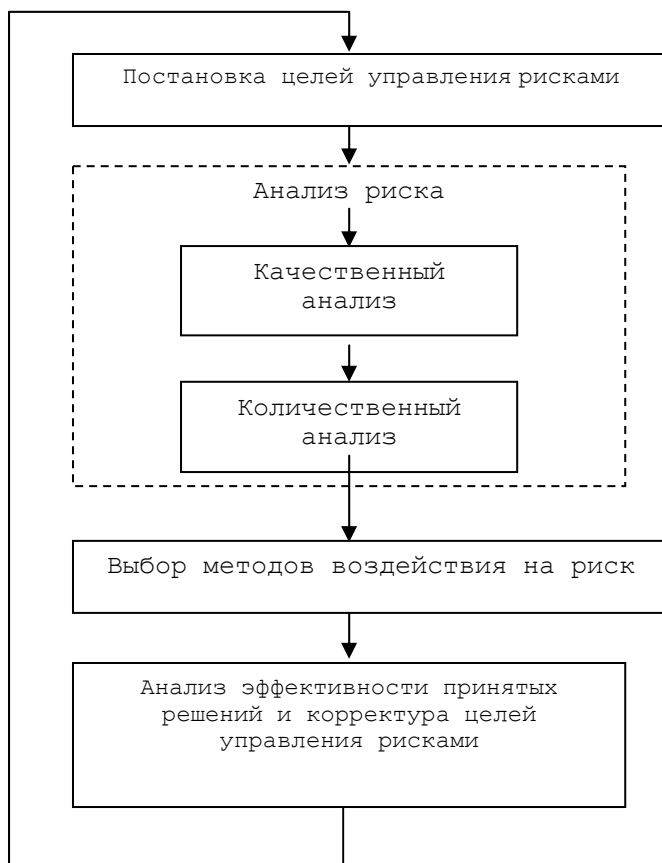 Постановка целей управления рисками
Анализ риска
Качественный
анализ
Количественный
анализ
Выбор методов воздействия на риск
Анализ эффективности принятых
решений и корректура целей
управления рисками